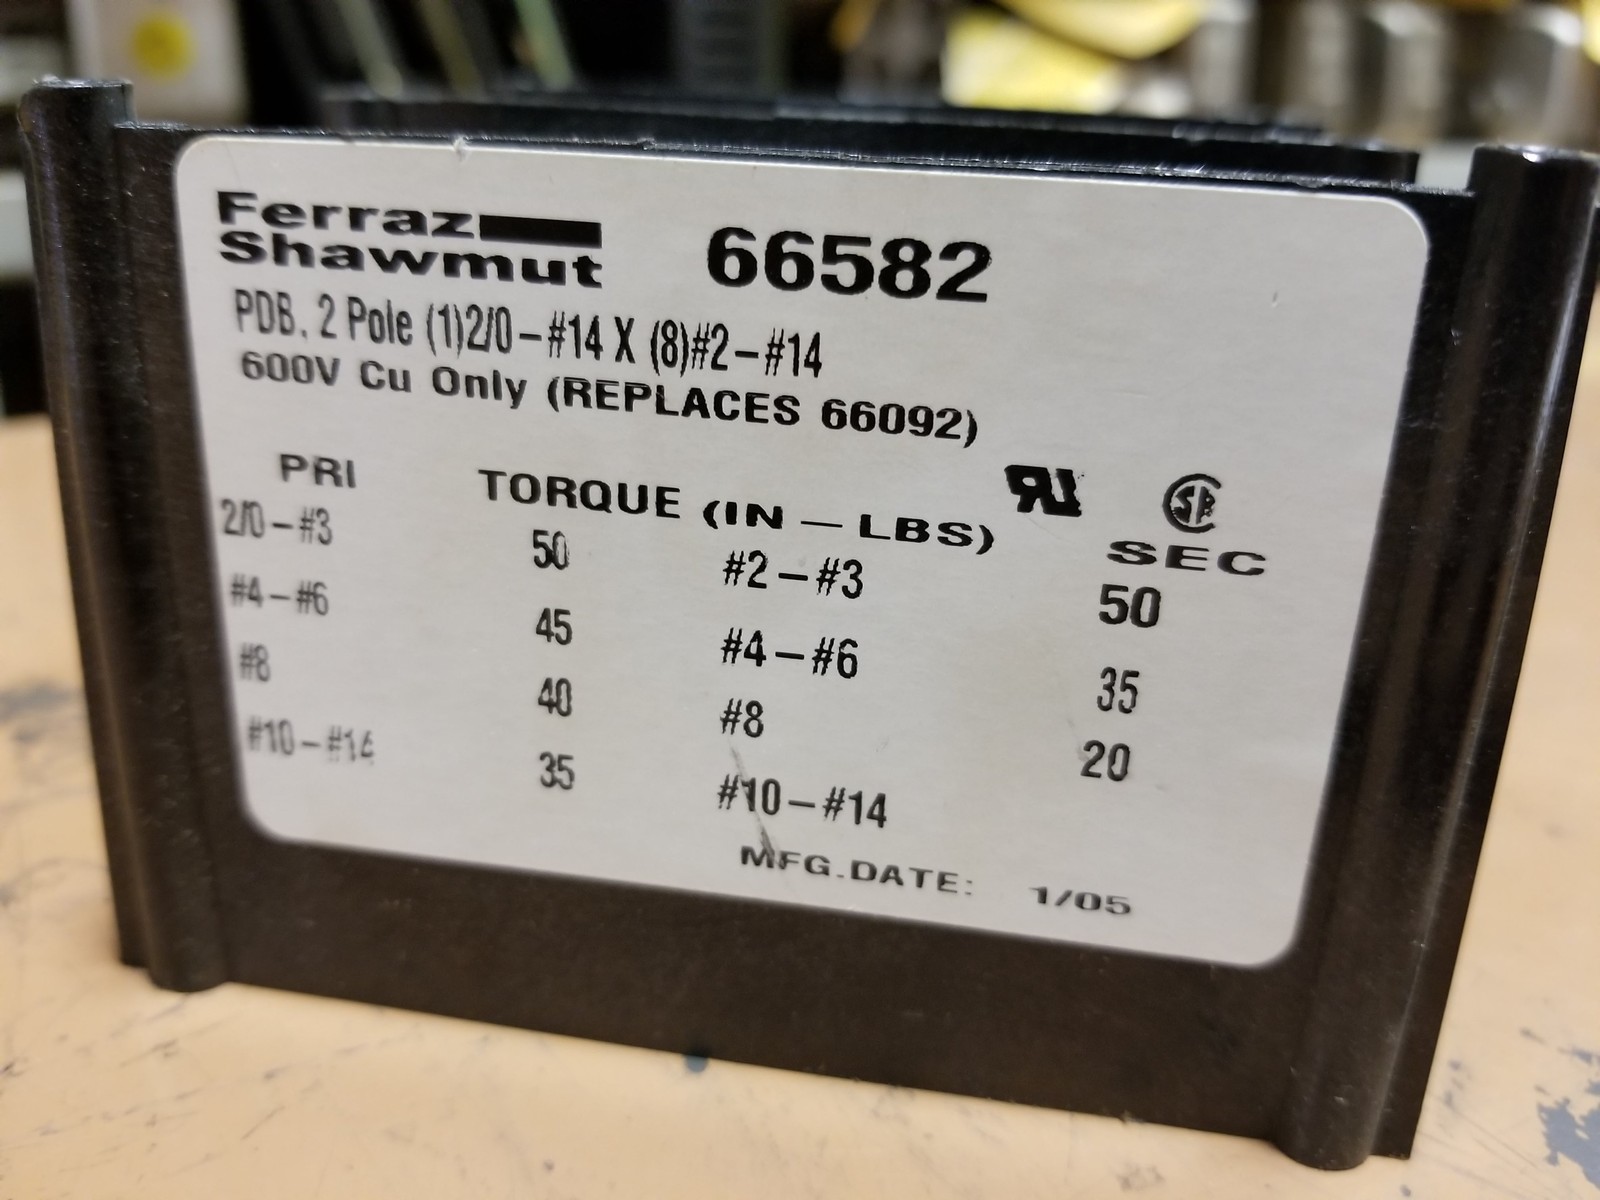 Ferraz
Shawmut
66582
PDB, 2 Pole (1)2/0-#14 X (8)#2-#14
600V Cu Only (REPLACES 66092)
PRI TORQUE (IN-LBS) SEC
2/0-#3 50 #2-#3 50
#4-#6 45 #4-#6 35
#8 40 #8 20
#10-#14 35 #10-#14
MFG.DATE: 1/05